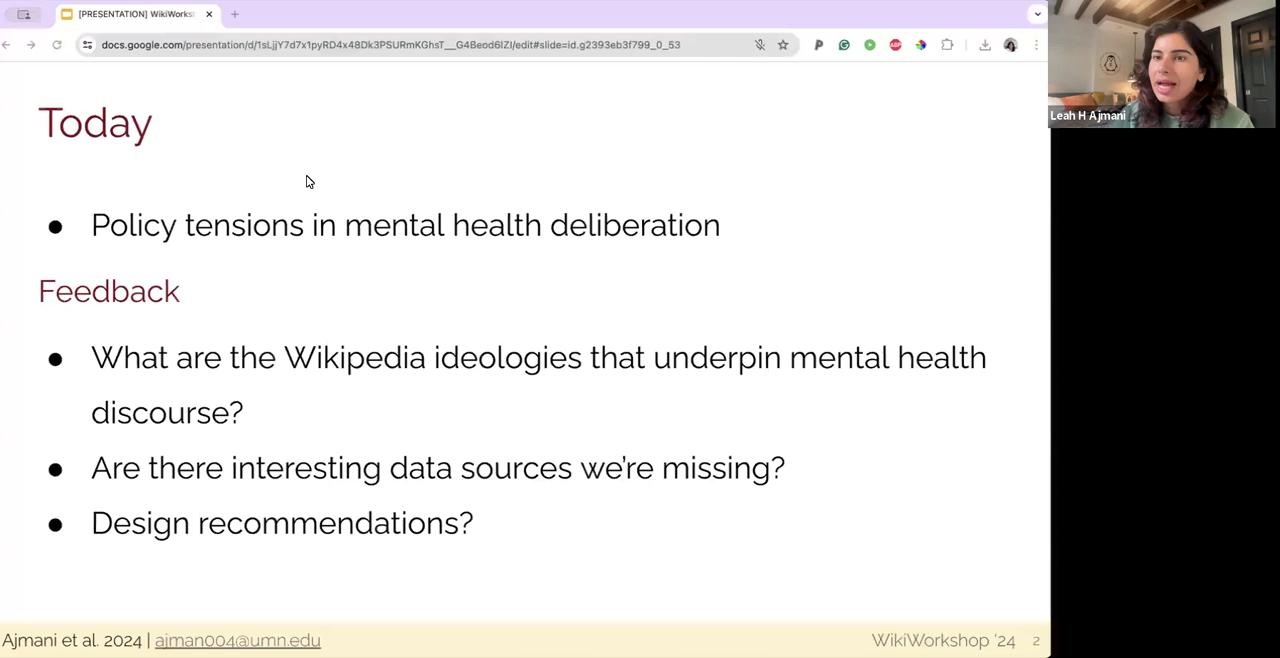 [PRESENTATION] WikiWorks
docs.google.com/presentation/d/1sLjjY7d7x1pyRD4x48Dk3PSURmKGhsT__G4Beod6IZI/edit#slide=id.g2393eb3f799_0_53
Leah H Ajmani
Today
● Policy tensions in mental health deliberation
Feedback
● What are the Wikipedia ideologies that underpin mental health
discourse?
● Are there interesting data sources we're missing?
● Design recommendations?
Ajmani et al. 2024 | ajman004@umn.edu
WikiWorkshop '24 2